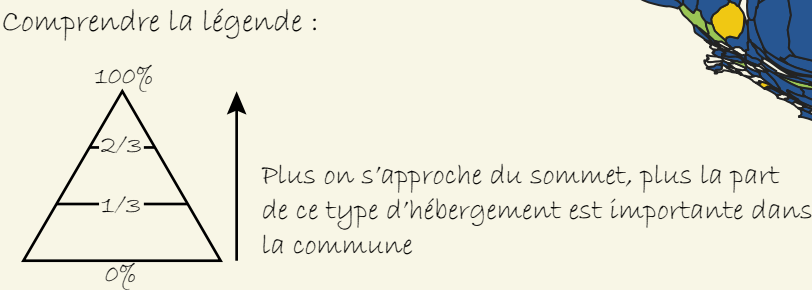 Comprendre la légende :
100%
2/3
1/3
0%
Plus on s'approche du sommet, plus la part
de ce type d'hébergement est importante dans
la commune